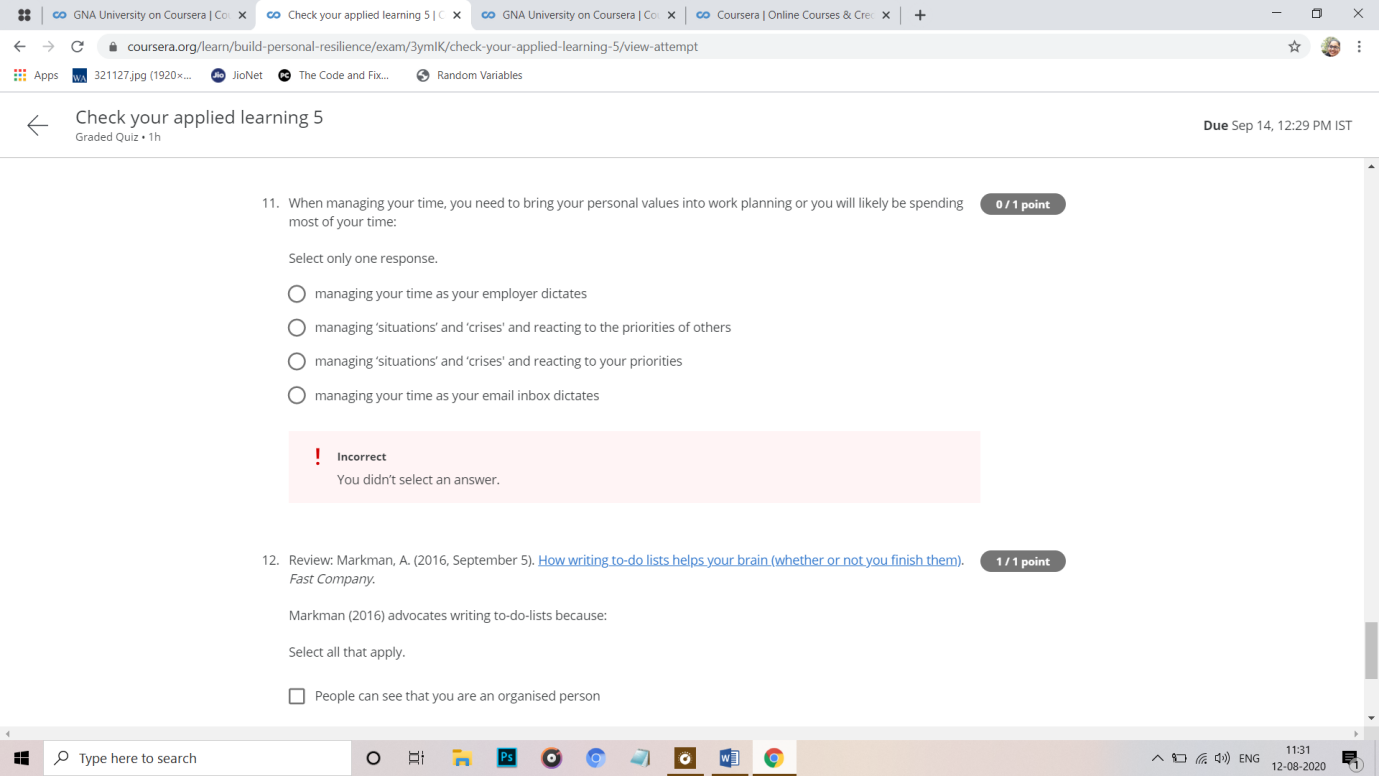 GNA University on Coursera | Co
Check your applied learning 5 | C
GNA University on Coursera | Co
Coursera | Online Courses & Cred
coursera.org/learn/build-personal-resilience/exam/3ymIK/check-your-applied-learning-5/view-attempt
Apps
321127.jpg (1920×...
JioNet
The Code and Fix...
Random Variables
Check your applied learning 5
Graded Quiz • 1h
Due Sep 14, 12:29 PM IST
11. When managing your time, you need to bring your personal values into work planning or you will likely be spending
most of your time:
0 / 1 point
Select only one response.
managing your time as your employer dictates
managing ‘situations’ and ‘crises' and reacting to the priorities of others
managing ‘situations’ and ‘crises' and reacting to your priorities
managing your time as your email inbox dictates
! Incorrect
You didn’t select an answer.
12. Review: Markman, A. (2016, September 5). How writing to-do lists helps your brain (whether or not you finish them).
Fast Company.
1 / 1 point
Markman (2016) advocates writing to-do-lists because:
Select all that apply.
People can see that you are an organised person
Type here to search
Ps
W
ENG
11:31
12-08-2020
1